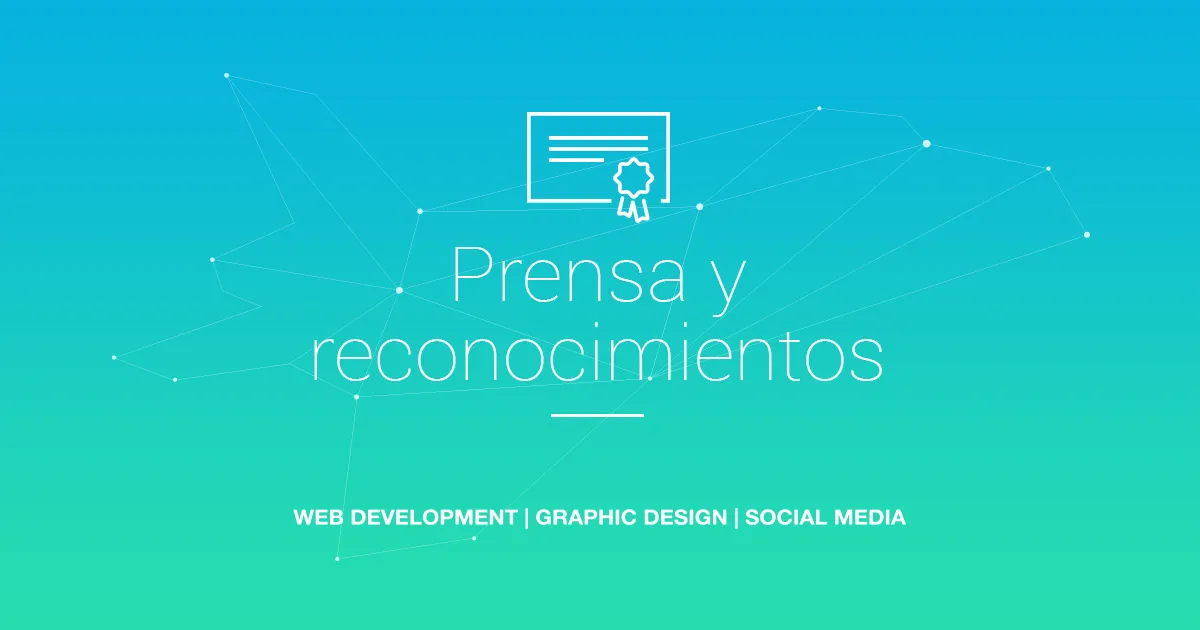 Prensa y
reconocimientos
WEB DEVELOPMENT | GRAPHIC DESIGN | SOCIAL MEDIA